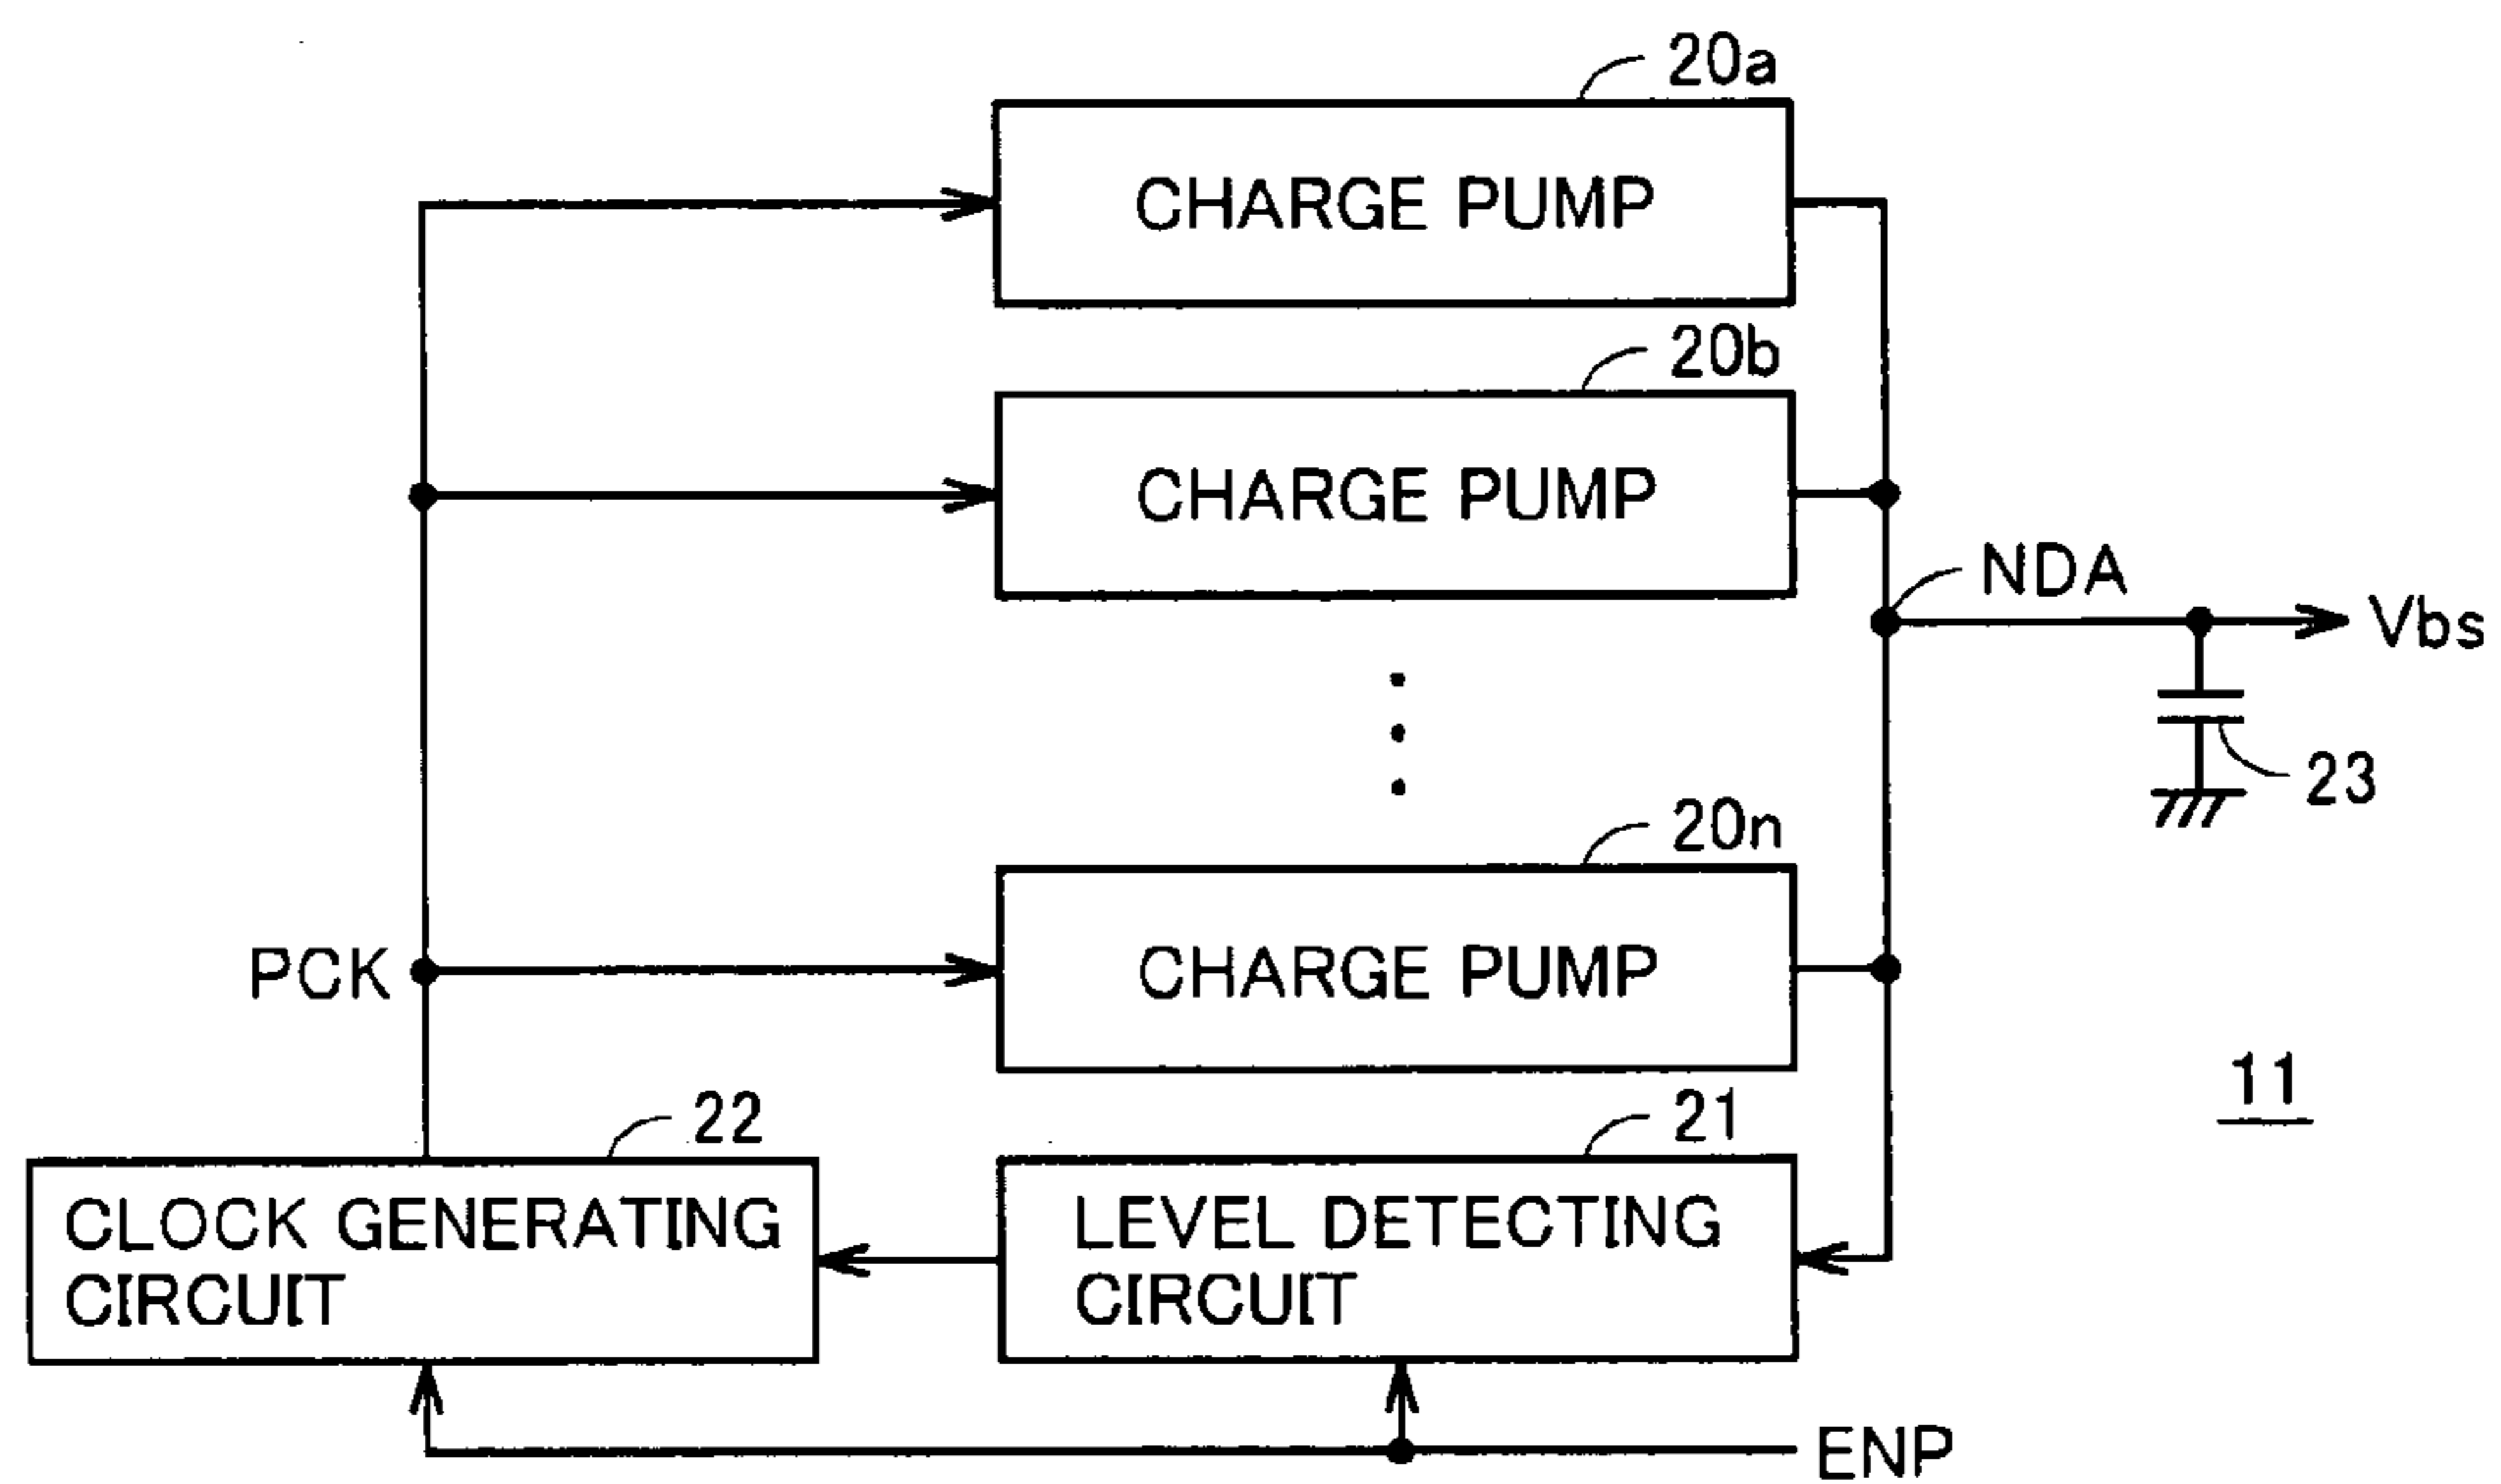 20a
CHARGE PUMP
20b
CHARGE PUMP
NDA
Vbs
23
20n
CHARGE PUMP
PCK
11
22
21
CLOCK GENERATING
CIRCUIT
LEVEL DETECTING
CIRCUIT
ENP